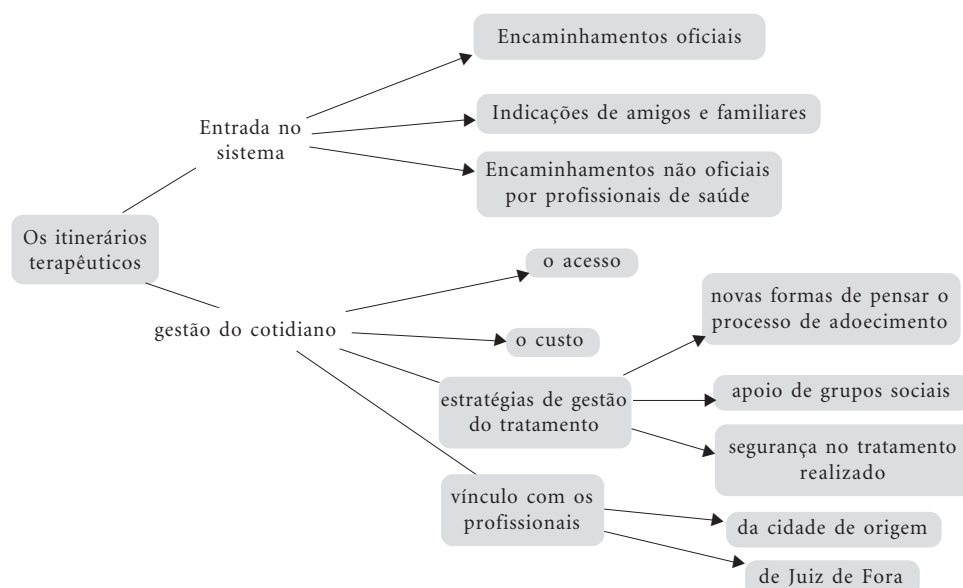 Encaminhamentos oficiais
Indicações de amigos e familiares
Entrada no
sistema
Encaminhamentos não oficiais
por profissionais de saúde
Os itinerários
terapêuticos
o acesso
novas formas de pensar o
processo de adoecimento
gestão do cotidiano
o custo
estratégias de gestão
do tratamento
apoio de grupos sociais
segurança no tratamento
realizado
vínculo com os
profissionais
da cidade de origem
de Juiz de Fora